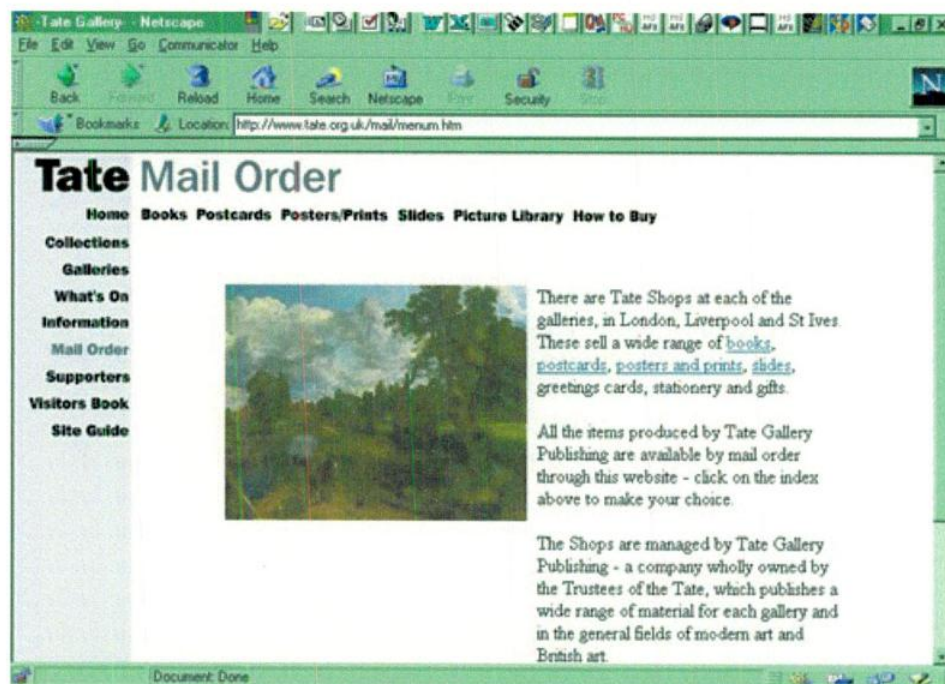 -Tate Gallery- - Netscape
File Edit View Go Communicator Help
Back Forward Reload Home Search Netscape Print Security Stop
Bookmarks Location: http://www.tate.org.uk/mail/menum.htm
Tate Mail Order
Home Books Postcards Posters/Prints Slides Picture Library How to Buy
Collections
Galleries
What's On
Information
Mail Order
Supporters
Visitors Book
Site Guide
There are Tate Shops at each of the
galleries, in London, Liverpool and St Ives.
These sell a wide range of books,
postcards, posters and prints, slides,
greetings cards, stationery and gifts.
All the items produced by Tate Gallery
Publishing are available by mail order
through this website - click on the index
above to make your choice.
The Shops are managed by Tate Gallery
Publishing - a company wholly owned by
the Trustees of the Tate, which publishes a
wide range of material for each gallery and
in the general fields of modern art and
British art.
Document: Done